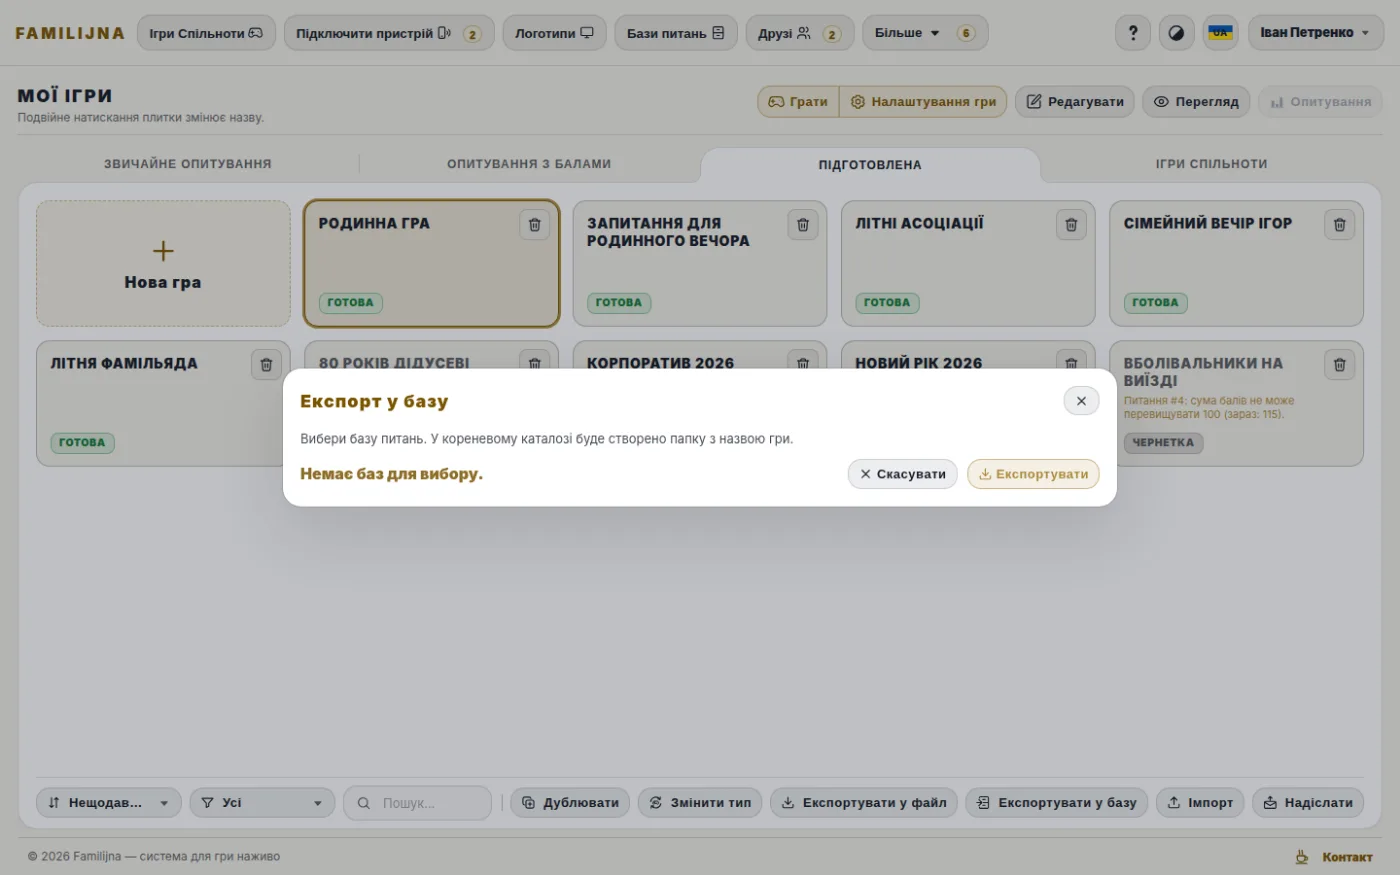 FAMILIJNA
Ігри Спільноти
Підключити пристрій 2
Логотипи
Бази питань
Друзі 2
Більше 6
?
UA
Іван Петренко
МОЇ ІГРИ
Подвійне натискання плитки змінює назву.
Грати
Налаштування гри
Редагувати
Перегляд
Опитування
ЗВИЧАЙНЕ ОПИТУВАННЯ
ОПИТУВАННЯ З БАЛАМИ
ПІДГОТОВЛЕНА
ІГРИ СПІЛЬНОТИ
Нова гра
РОДИННА ГРА
ГОТОВА
ЗАПИТАННЯ ДЛЯ
РОДИННОГО ВЕЧОРА
ГОТОВА
ЛІТНІ АСОЦІАЦІЇ
ГОТОВА
СІМЕЙНИЙ ВЕЧІР ІГОР
ГОТОВА
ЛІТНЯ ФАМІЛЬЯДА
ГОТОВА
80 РОКІВ ДІДУСЕВІ
КОРПОРАТИВ 2026
НОВИЙ РІК 2026
ВБОЛІВАЛЬНИКИ НА
ВИЇЗДІ
Питання #4: сума балів не може
перевищувати 100 (зараз: 115).
ЧЕРНЕТКА
Експорт у базу
Вибери базу питань. У кореневому каталозі буде створено папку з назвою гри.
Немає баз для вибору.
Скасувати
Експортувати
Нещодав...
Усі
Пошук...
Дублювати
Змінити тип
Експортувати у файл
Експортувати у базу
Імпорт
Надіслати
© 2026 Familijna — система для гри наживо
Контакт